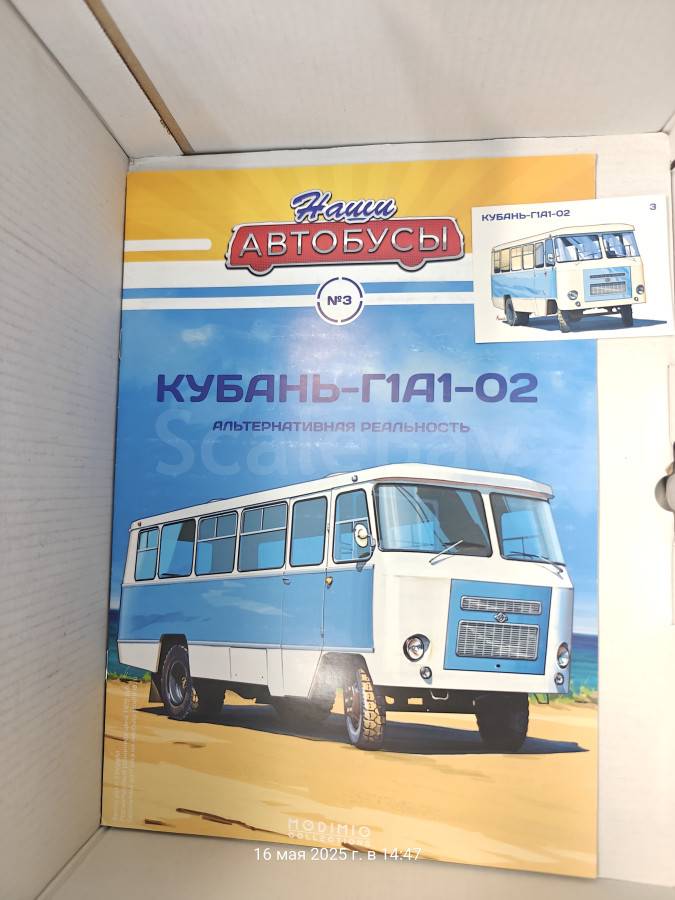 Наши
АВТОБУСЫ
№3
КУБАНЬ-Г1А1-02
3
КУБАНЬ-Г1А1-02
АЛЬТЕРНАТИВНАЯ РЕАЛЬНОСТЬ
MODIMIO
COLLECTIONS
16 мая 2025 г. в 14:47